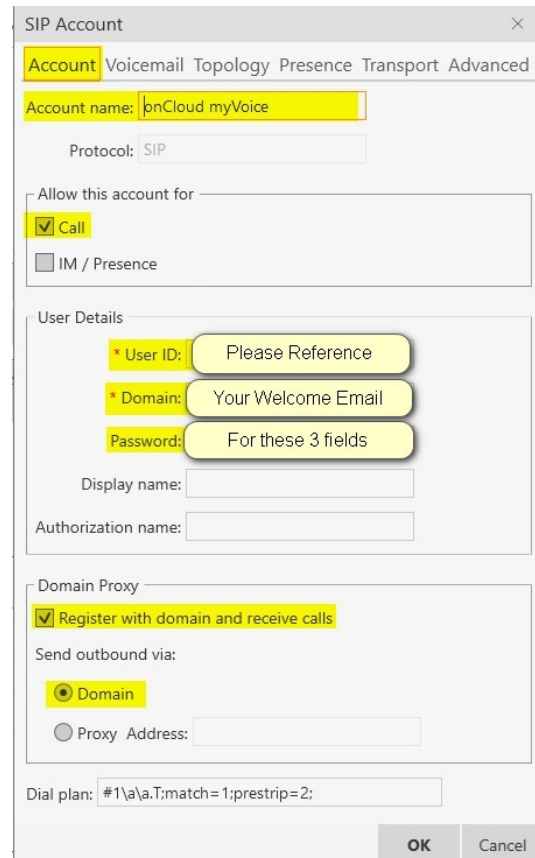 SIP Account
Account Voicemail Topology Presence Transport Advanced
Account name: onCloud myVoice
Protocol: SIP
Allow this account for
Call
IM / Presence
User Details
* User ID: Please Reference
* Domain: Your Welcome Email
Password: For these 3 fields
Display name:
Authorization name:
Domain Proxy
Register with domain and receive calls
Send outbound via:
Domain
Proxy Address:
Dial plan: #1\a\a.T;match=1;prestrip=2;
OK Cancel